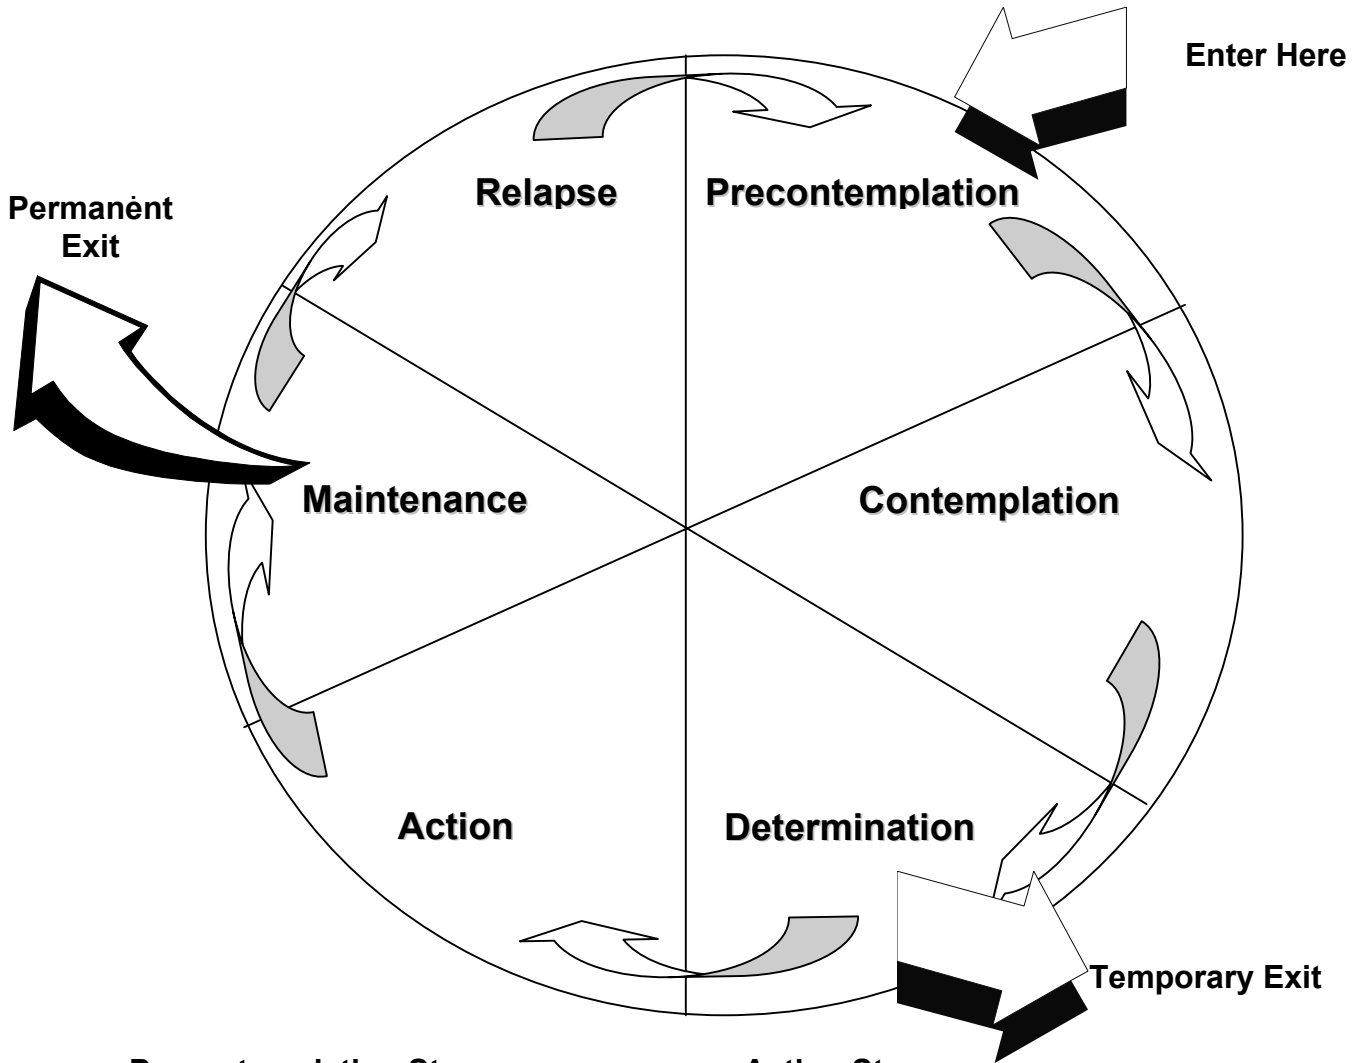 Enter Here
Relapse
Precontemplation
Permanent
Exit
Maintenance
Contemplation
Action
Determination
Temporary Exit